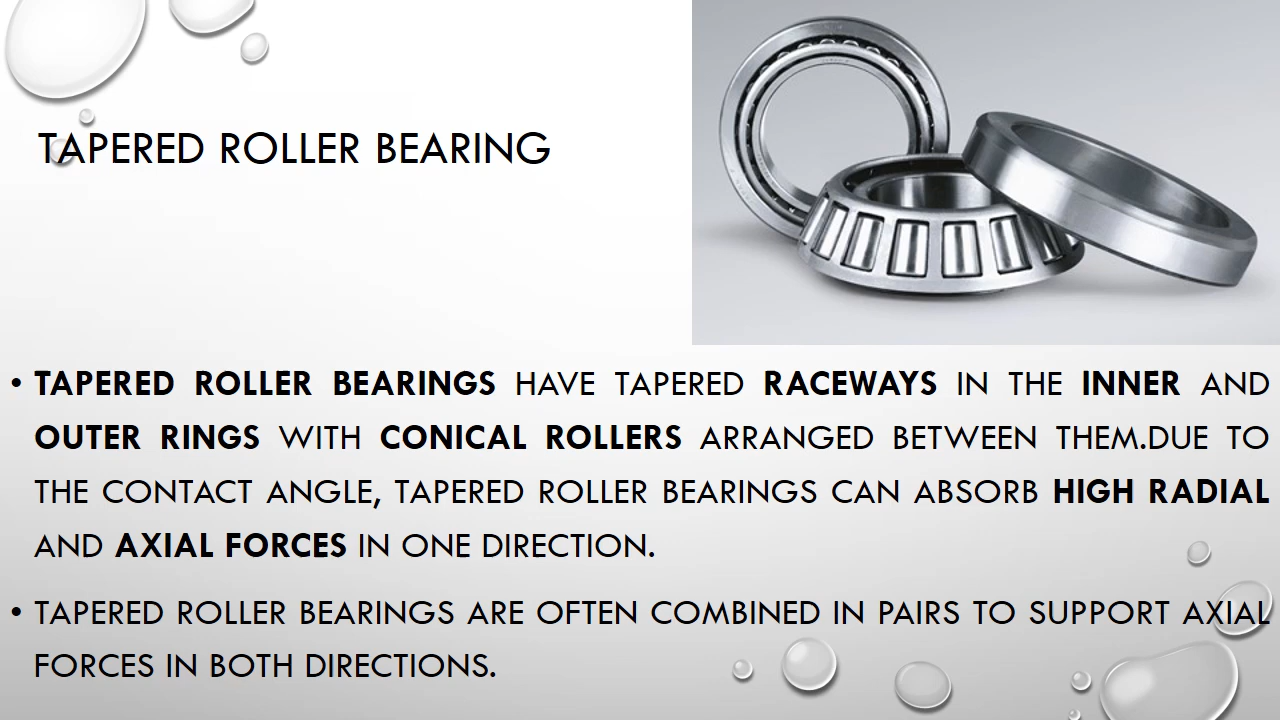 TAPERED ROLLER BEARING
• TAPERED ROLLER BEARINGS HAVE TAPERED RACEWAYS IN THE INNER AND
OUTER RINGS WITH CONICAL ROLLERS ARRANGED BETWEEN THEM.DUE TO
THE CONTACT ANGLE, TAPERED ROLLER BEARINGS CAN ABSORB HIGH RADIAL
AND AXIAL FORCES IN ONE DIRECTION.
• TAPERED ROLLER BEARINGS ARE OFTEN COMBINED IN PAIRS TO SUPPORT AXIAL
FORCES IN BOTH DIRECTIONS.